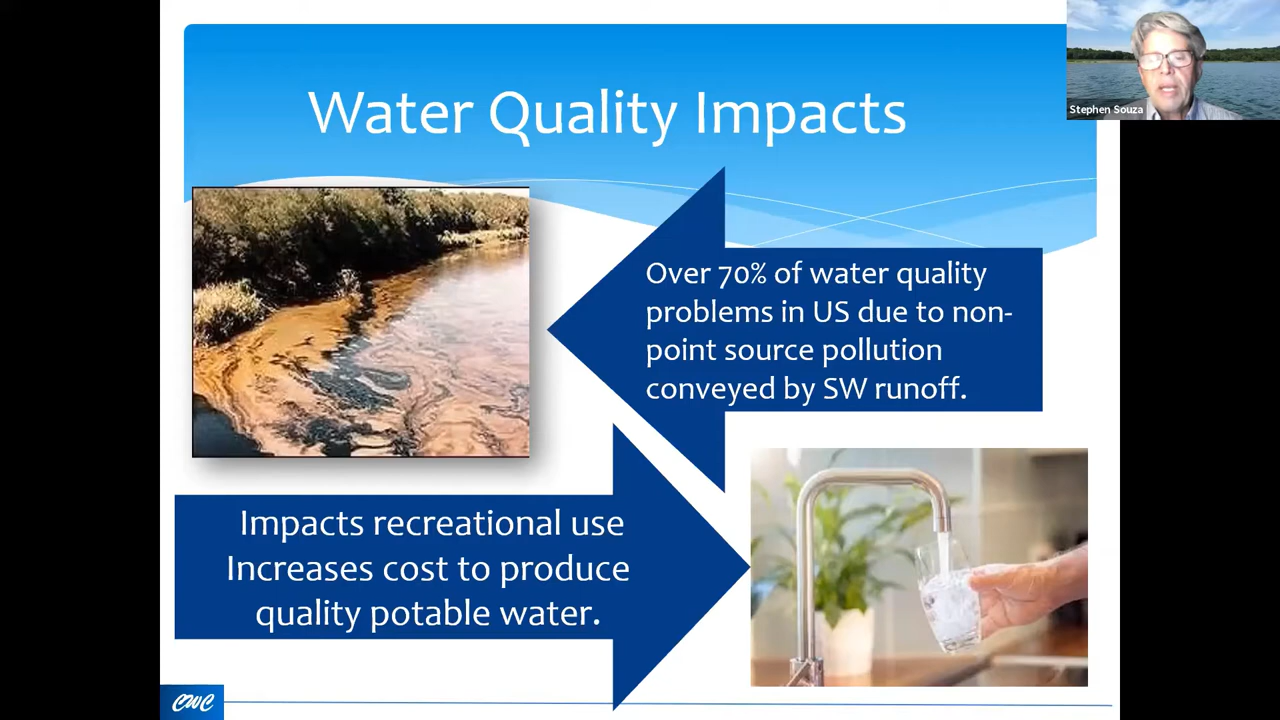 Water Quality Impacts
Stephen Souza
Over 70% of water quality
problems in US due to non-
point source pollution
conveyed by SW runoff.
Impacts recreational use
Increases cost to produce
quality potable water.
CWC